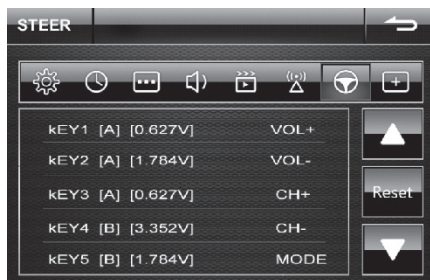 STEER
kEY1 [A] [0.627V] VOL+
kEY2 [A] [1.784V] VOL-
kEY3 [A] [0.627V] CH+
Reset
kEY4 [B] [3.352V] CH-
kEY5 [B] [1.784V] MODE